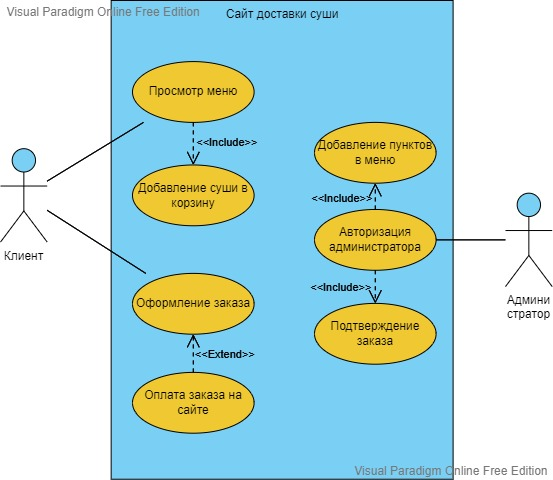 Visual Paradigm Online Free Edition
Сайт доставки суши
Просмотр меню
<<Include>>
Добавление суши в
корзину
Клиент
Оформление заказа
<<Extend>>
Оплата заказа на
сайте
Добавление пунктов
в меню
<<Include>>
Авторизация
администратора
<<Include>>
Подтверждение
заказа
Админи
стратор
Visual Paradigm Online Free Edition